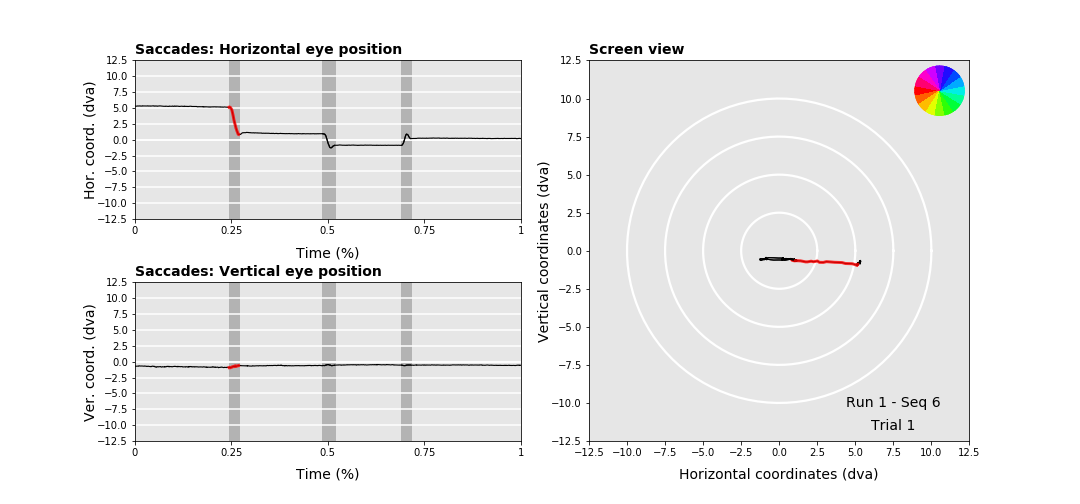 Saccades: Horizontal eye position
Hor. coord. (dva)
12.5
10.0
7.5
5.0
2.5
0.0
−2.5
−5.0
−7.5
−10.0
−12.5
0 0.25 0.5 0.75 1
Time (%)
Saccades: Vertical eye position
Ver. coord. (dva)
12.5
10.0
7.5
5.0
2.5
0.0
−2.5
−5.0
−7.5
−10.0
−12.5
0 0.25 0.5 0.75 1
Time (%)
Screen view
Vertical coordinates (dva)
12.5
10.0
7.5
5.0
2.5
0.0
−2.5
−5.0
−7.5
−10.0
−12.5
Run 1 - Seq 6
Trial 1
−12.5 −10.0 −7.5 −5.0 −2.5 0.0 2.5 5.0 7.5 10.0 12.5
Horizontal coordinates (dva)